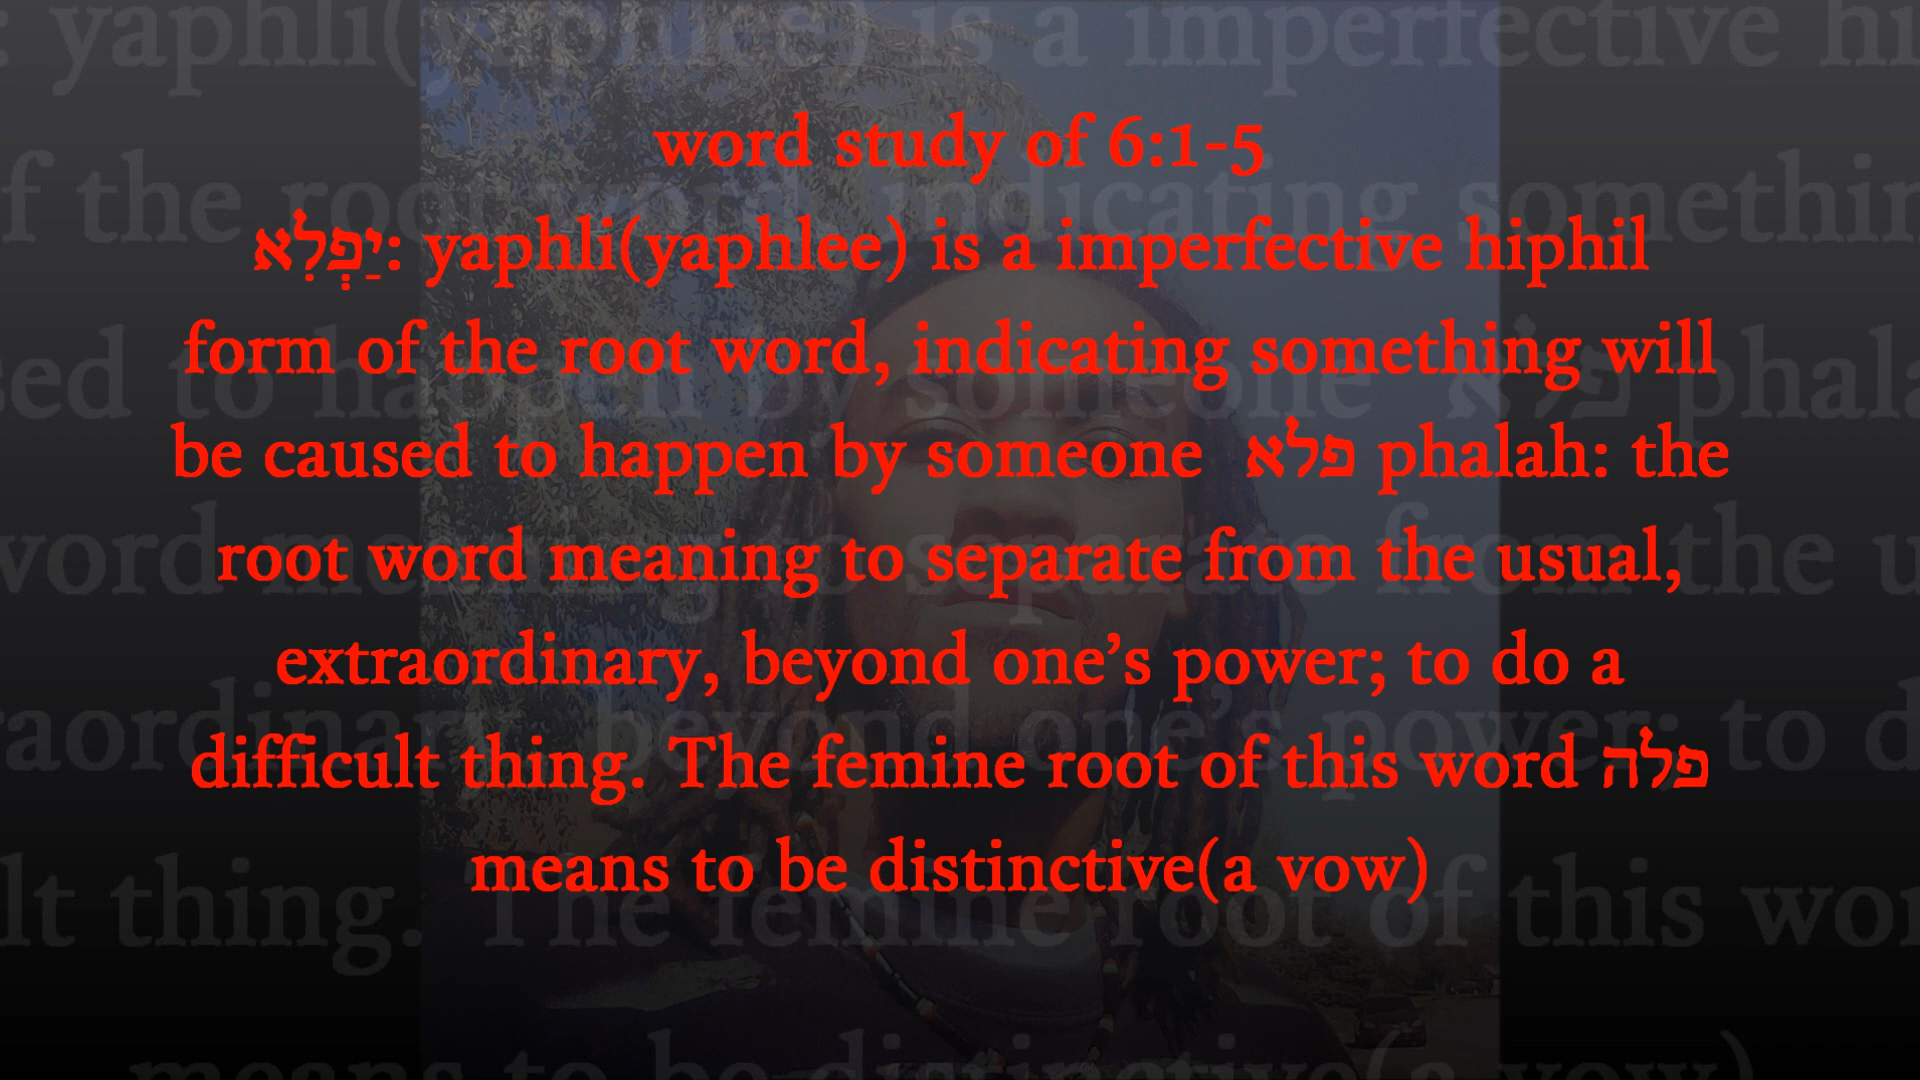 word study of 6:1-5
יַפְלִא: yaphli(yaphlee) is a imperfective hiphil
form of the root word, indicating something will
be caused to happen by someone פלא phalah: the
root word meaning to separate from the usual,
extraordinary, beyond one’s power; to do a
difficult thing. The femine root of this word פלה
means to be distinctive(a vow)